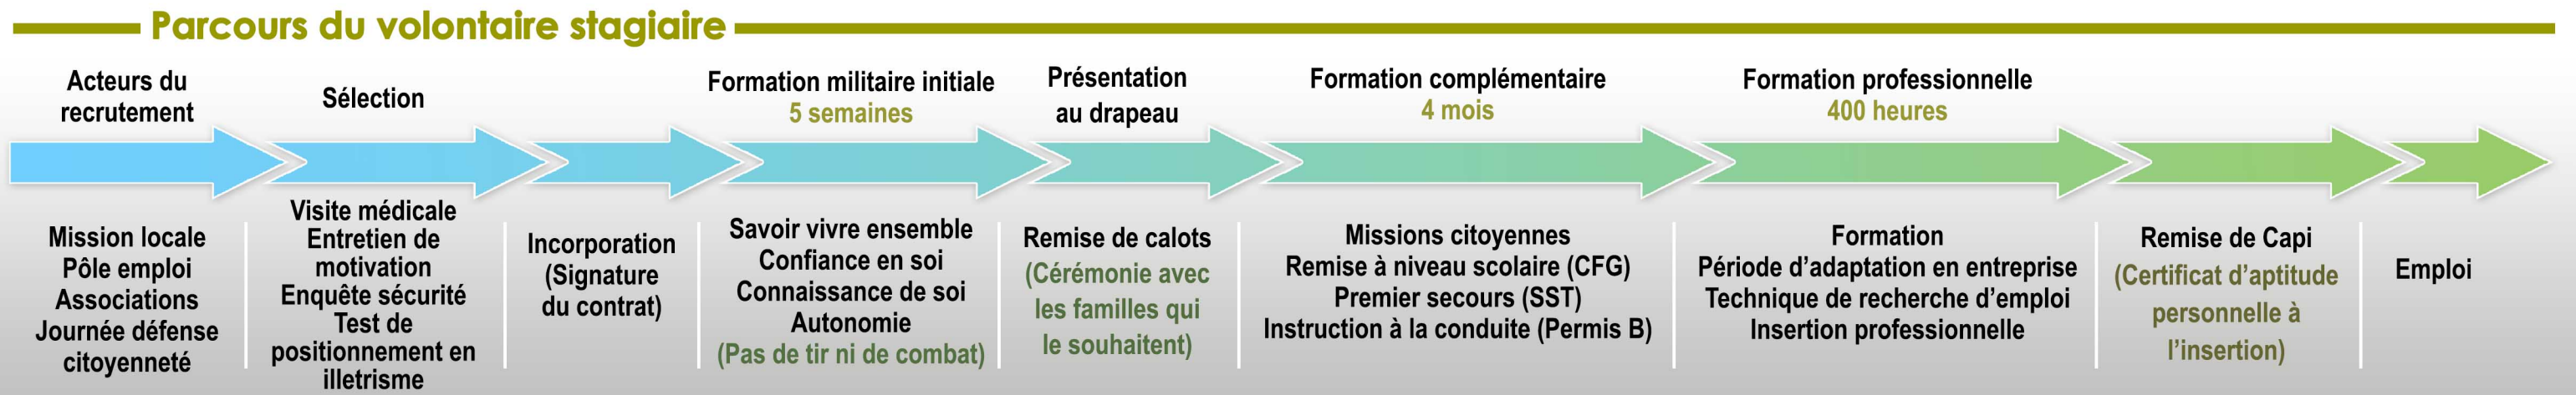 Parcours du volontaire stagiaire
Acteurs du
recrutement
Mission locale
Pôle emploi
Associations
Journée défense
citoyenneté
Sélection
Visite médicale
Entretien de
motivation
Enquête sécurité
Test de
positionnement en
illetrisme
Incorporation
(Signature
du contrat)
Formation militaire initiale
5 semaines
Savoir vivre ensemble
Confiance en soi
Connaissance de soi
Autonomie
(Pas de tir ni de combat)
Présentation
au drapeau
Remise de calots
(Cérémonie avec
les familles qui
le souhaitent)
Formation complémentaire
4 mois
Missions citoyennes
Remise à niveau scolaire (CFG)
Premier secours (SST)
Instruction à la conduite (Permis B)
Formation professionnelle
400 heures
Formation
Période d’adaptation en entreprise
Technique de recherche d’emploi
Insertion professionnelle
Remise de Capi
(Certificat d’aptitude
personnelle à
l’insertion)
Emploi